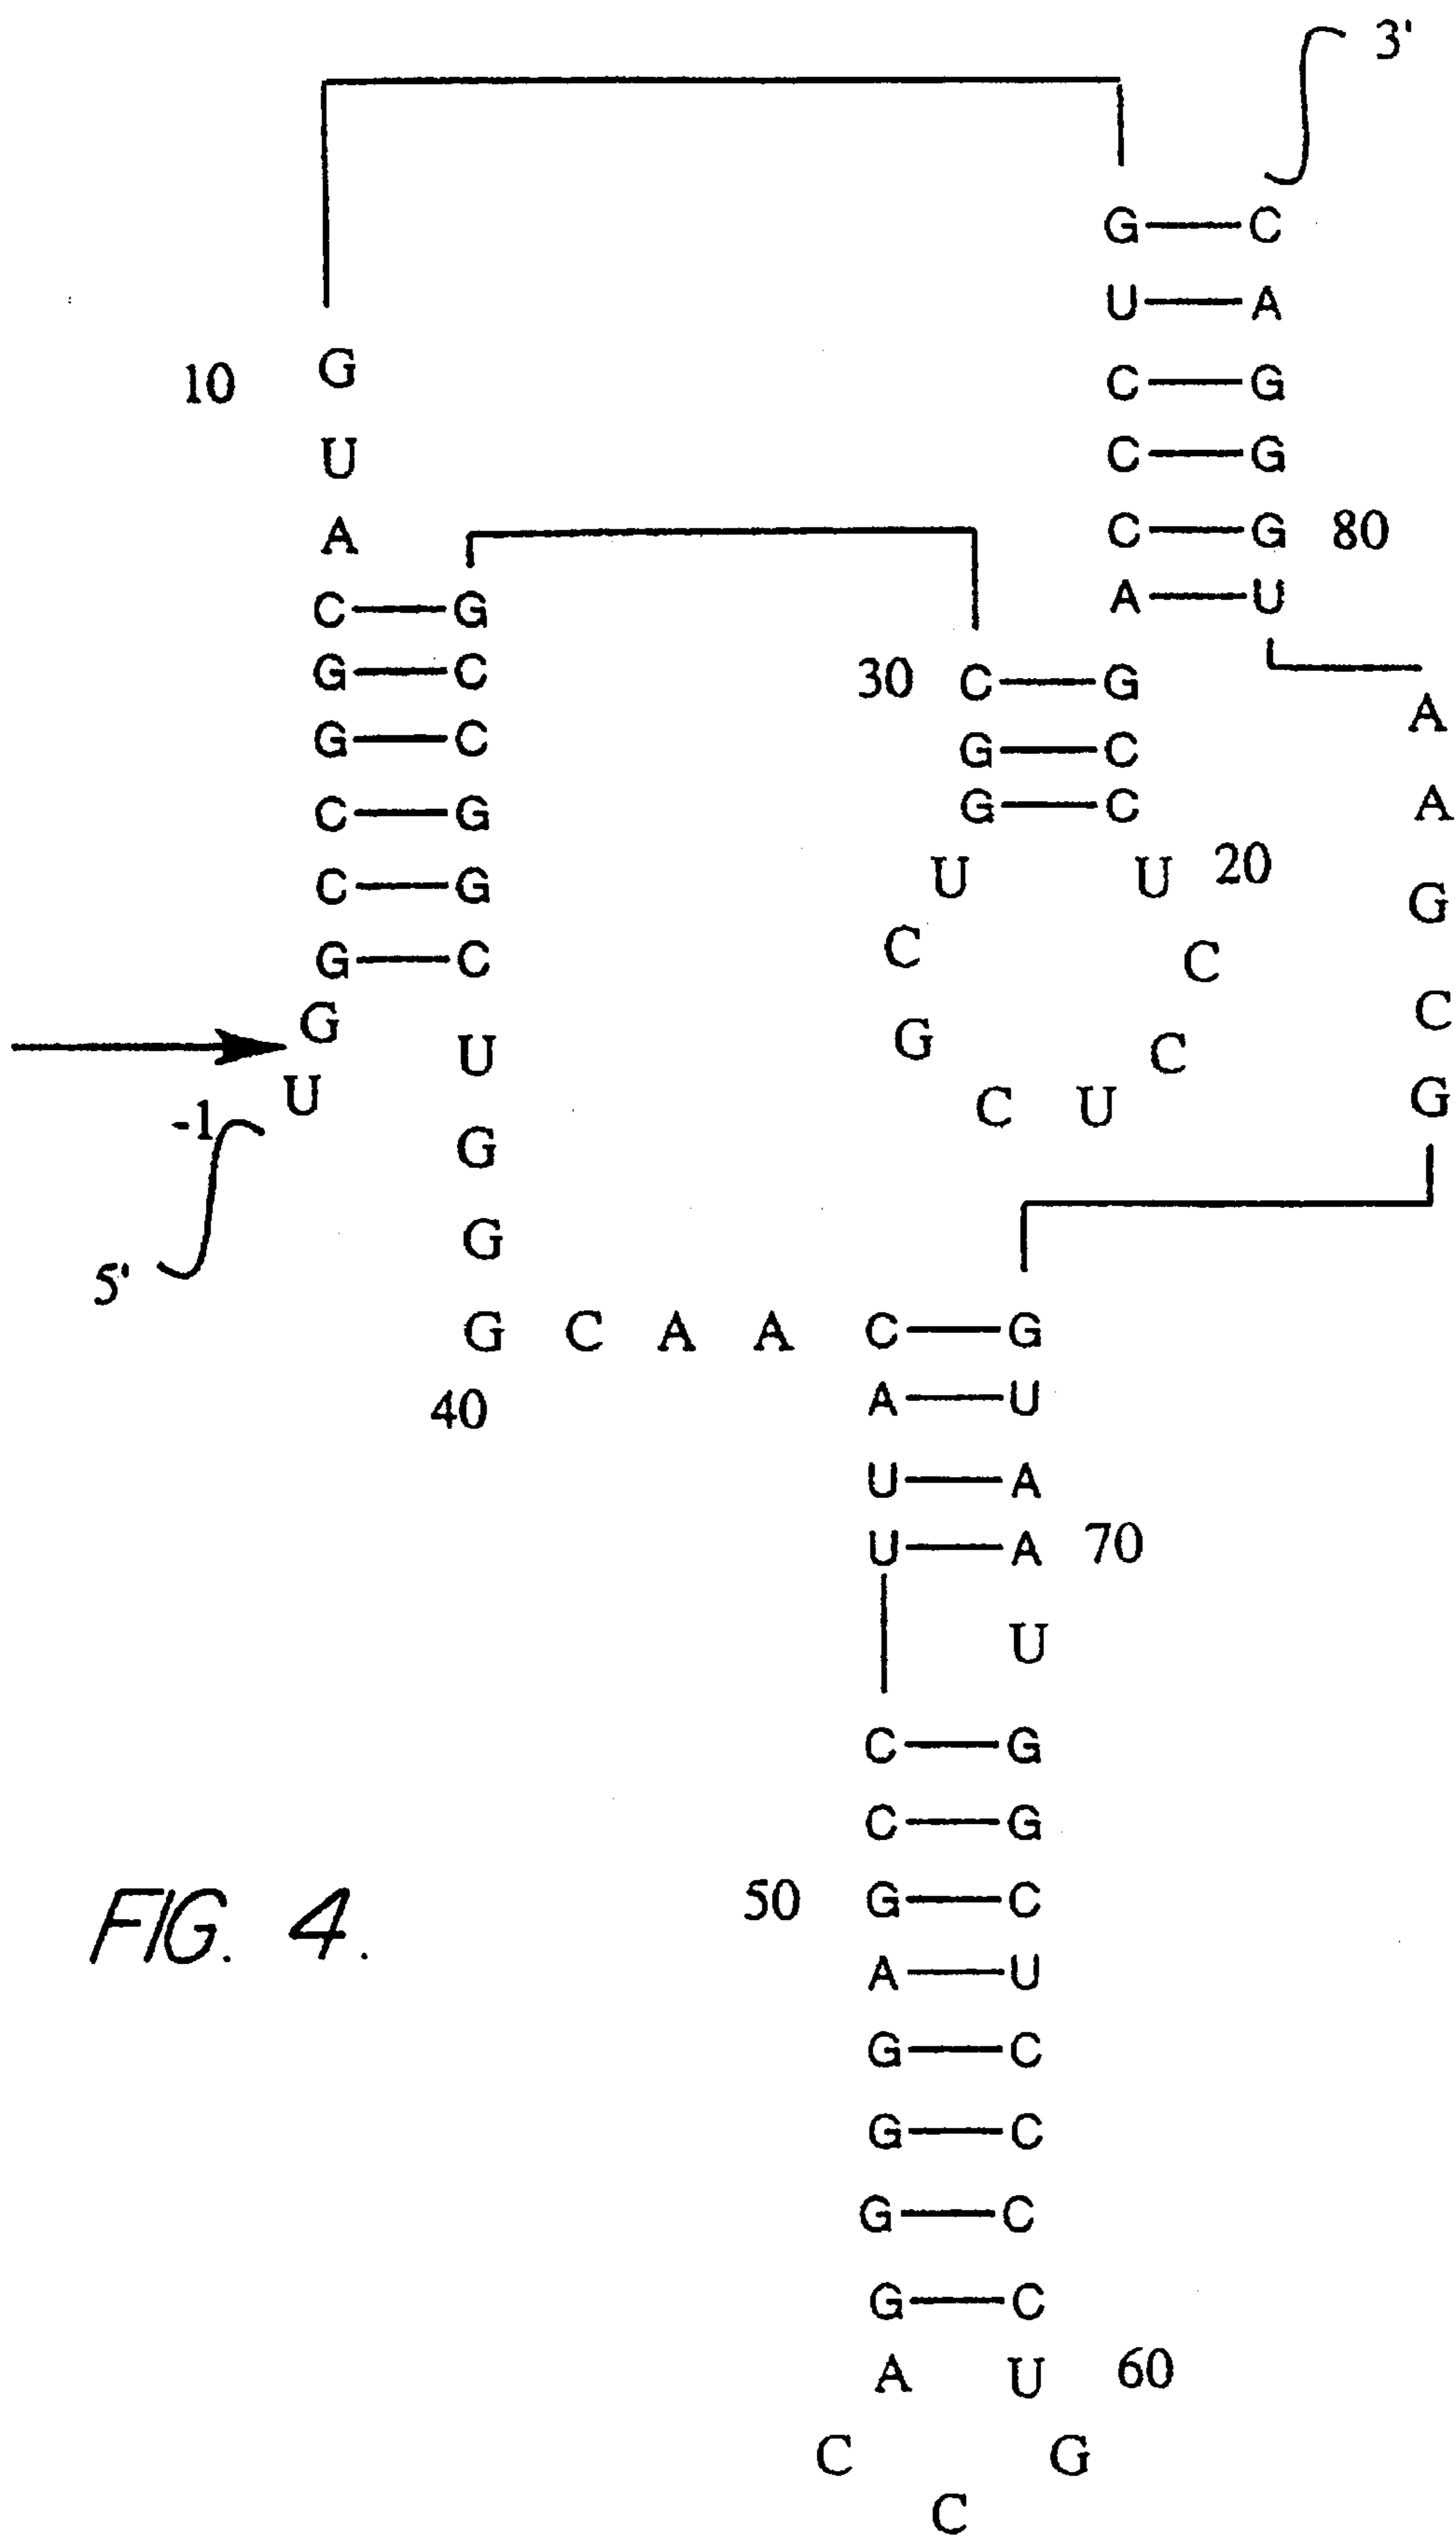 3'
G C
U A
10 G C G
U C G
A C G 80
C G A U
G C 30 C G A
G C G C A
C G G C
C G U U 20 G
G C C C
G U G C C
-1 U G C U G
5' G
G C A A C G
40 A U
U A
U A 70
U
C G
C G
50 G C
FIG. 4.
A U
G C
G C
G C
G C
A U 60
C G
C